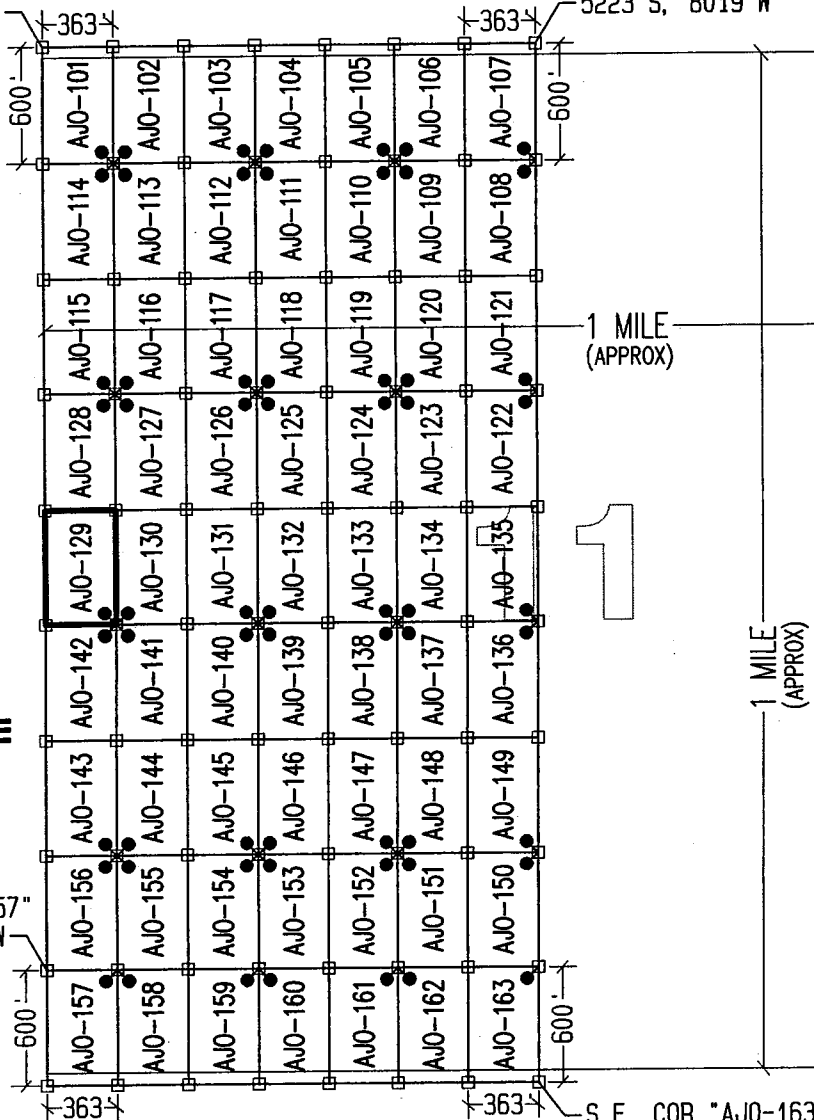 5223 S, 8019 W
363'
363'
600'
600'
AJO-101 AJO-102 AJO-103 AJO-104 AJO-105 AJO-106 AJO-107
AJO-114 AJO-113 AJO-112 AJO-111 AJO-110 AJO-109 AJO-108
AJO-115 AJO-116 AJO-117 AJO-118 AJO-119 AJO-120 AJO-121
1 MILE
(APPROX)
AJO-128 AJO-127 AJO-126 AJO-125 AJO-124 AJO-123 AJO-122
AJO-129 AJO-130 AJO-131 AJO-132 AJO-133 AJO-134 AJO-135
1
1
AJO-142 AJO-141 AJO-140 AJO-139 AJO-138 AJO-137 AJO-136
1 MILE
(APPROX)
AJO-143 AJO-144 AJO-145 AJO-146 AJO-147 AJO-148 AJO-149
AJO-156 AJO-155 AJO-154 AJO-153 AJO-152 AJO-151 AJO-150
57"
W
AJO-157 AJO-158 AJO-159 AJO-160 AJO-161 AJO-162 AJO-163
600'
600'
363'
363'
S.E. COR "AJO-163